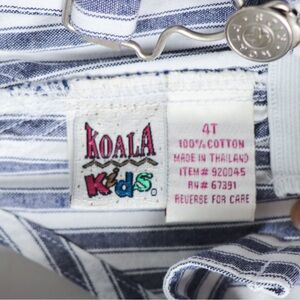 KOALA
Kids.
4T
100% COTTON
MADE IN THAILAND
ITEM# 920045
RN# 67391
REVERSE FOR CARE